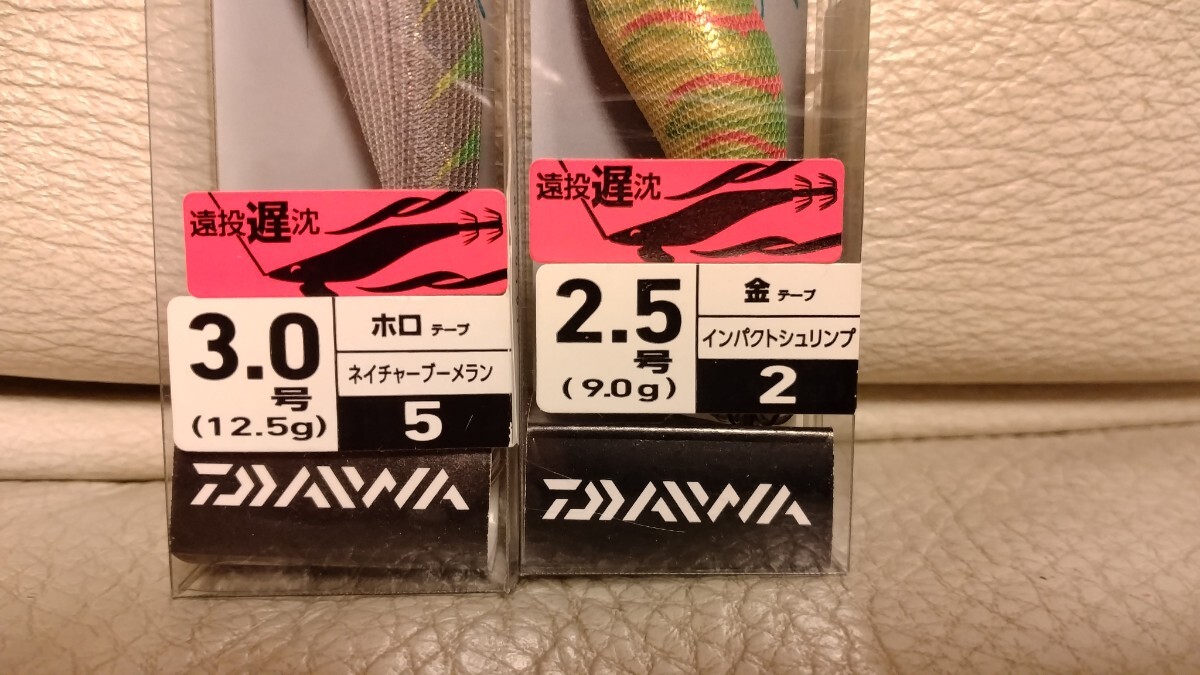 遠投遅沈
3.0
号
(12.5g)
ホロ テープ
ネイチャーブーメラン
5
DAIWA
遠投遅沈
2.5
号
(9.0g)
金 テープ
インパクトシュリンプ
2
DAIWA